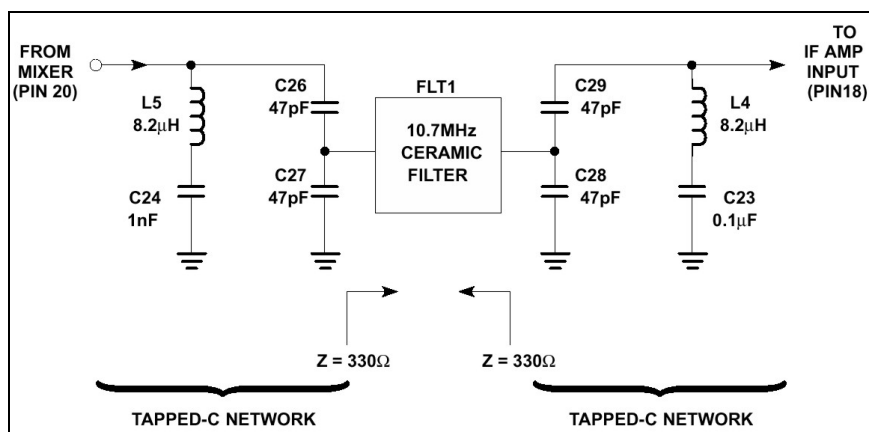 FROM
MIXER
(PIN 20)
L5
8.2µH
C24
1nF
C26
47pF
C27
47pF
FLT1
10.7MHz
CERAMIC
FILTER
C29
47pF
C28
47pF
L4
8.2µH
C23
0.1µF
TO
IF AMP
INPUT
(PIN18)
Z = 330Ω
Z = 330Ω
TAPPED-C NETWORK
TAPPED-C NETWORK